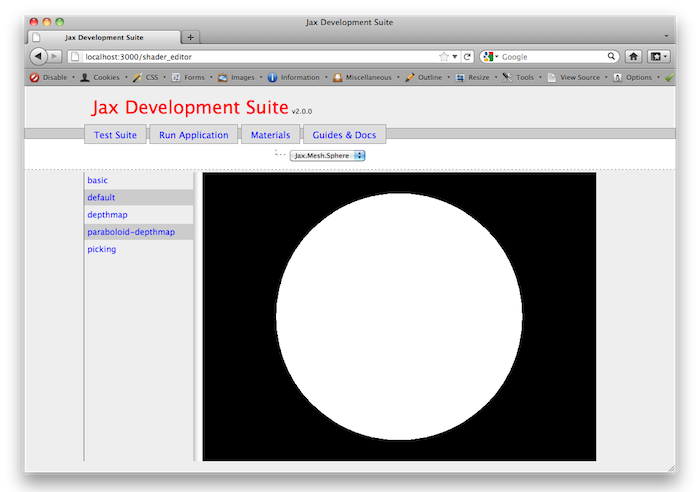 Jax Development Suite
Jax Development Suite
localhost:3000/shader_editor
Google
Disable Cookies CSS Forms Images Information Miscellaneous Outline Resize Tools View Source Options
Jax Development Suite v2.0.0
Test Suite Run Application Materials Guides & Docs
Jax.Mesh.Sphere
basic
default
depthmap
paraboloid-depthmap
picking